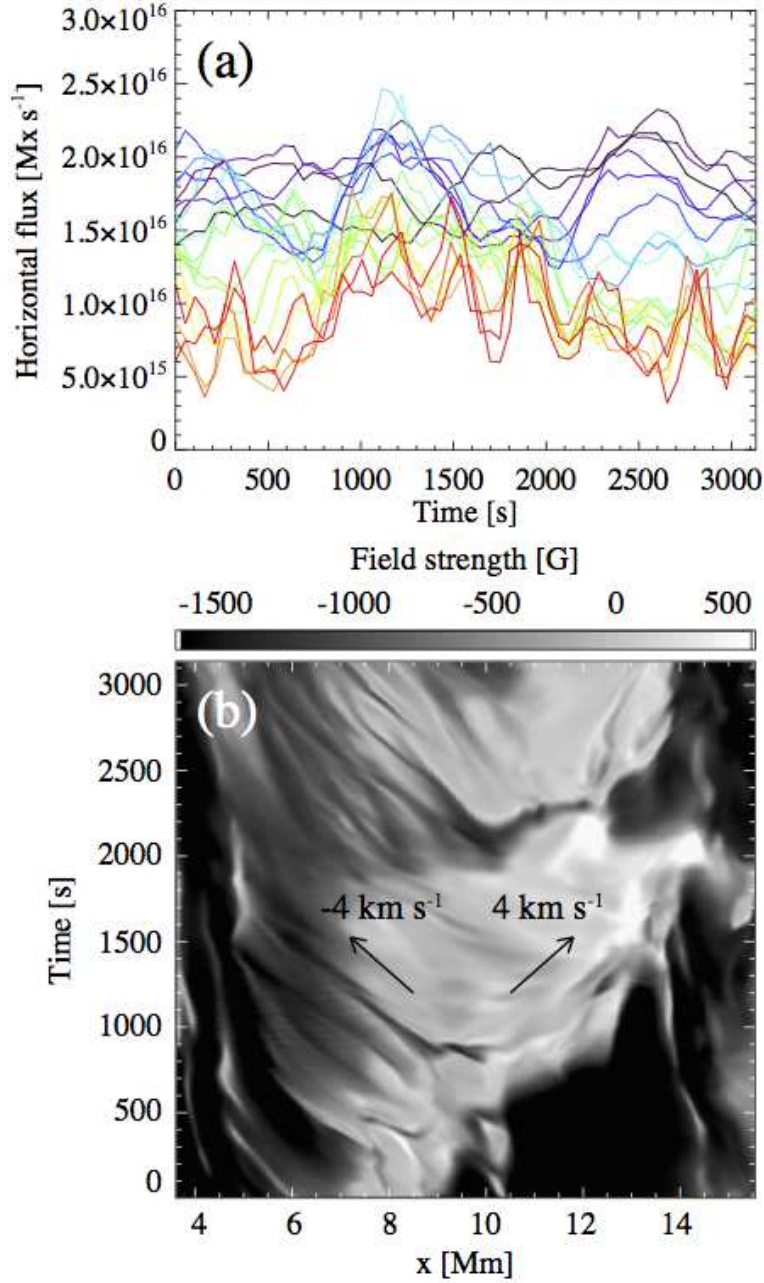 (a)
Horizontal flux [Mx s⁻¹]
3.0×10¹⁶
2.5×10¹⁶
2.0×10¹⁶
1.5×10¹⁶
1.0×10¹⁶
5.0×10¹⁵
0
0 500 1000 1500 2000 2500 3000
Time [s]
Field strength [G]
-1500 -1000 -500 0 500
(b)
Time [s]
3000
2500
2000
1500
1000
500
0
-4 km s⁻¹ 4 km s⁻¹
4 6 8 10 12 14
x [Mm]